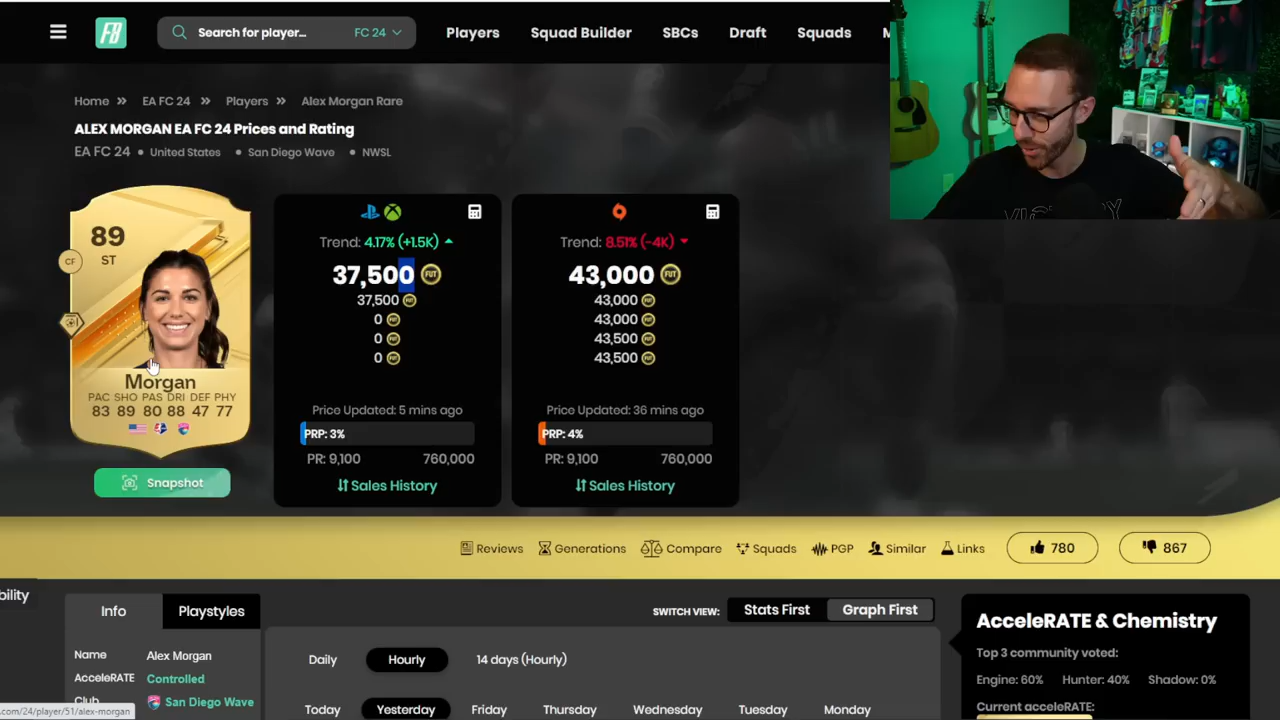 FB
Search for player...
FC 24
Players
Squad Builder
SBCs
Draft
Squads
Home » EA FC 24 » Players » Alex Morgan Rare
ALEX MORGAN EA FC 24 Prices and Rating
EA FC 24 • United States • San Diego Wave • NWSL
89
ST
CF
Morgan
PAC SHO PAS DRI DEF PHY
83 89 80 88 47 77
Snapshot
Trend: 4.17% (+1.5K)
37,500
37,500
0
0
0
Price Updated: 5 mins ago
PRP: 3%
PR: 9,100 760,000
Sales History
Trend: 8.51% (-4K)
43,000
43,000
43,000
43,500
43,500
Price Updated: 36 mins ago
PRP: 4%
PR: 9,100 760,000
Sales History
Reviews
Generations
Compare
Squads
PGP
Similar
Links
780
867
bility
Info
Playstyles
Name Alex Morgan
AcceleRATE Controlled
Club San Diego Wave
.com/24/player/51/alex-morgan
SWITCH VIEW:
Stats First
Graph First
Daily
Hourly
14 days (Hourly)
Today
Yesterday
Friday
Thursday
Wednesday
Tuesday
Monday
AcceleRATE & Chemistry
Top 3 community voted:
Engine: 60% Hunter: 40% Shadow: 0%
Current acceleRATE: